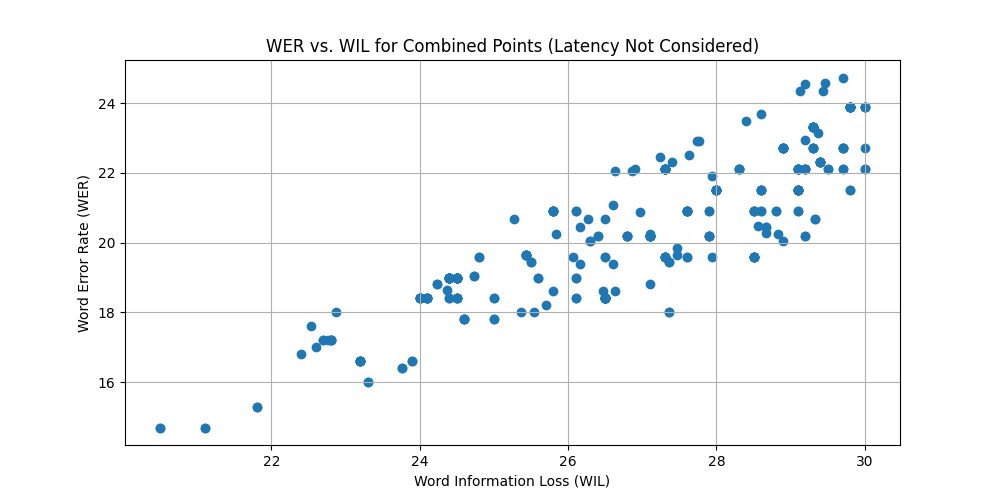 WER vs. WIL for Combined Points (Latency Not Considered)
Word Error Rate (WER)
24
22
20
18
16
22 24 26 28 30
Word Information Loss (WIL)